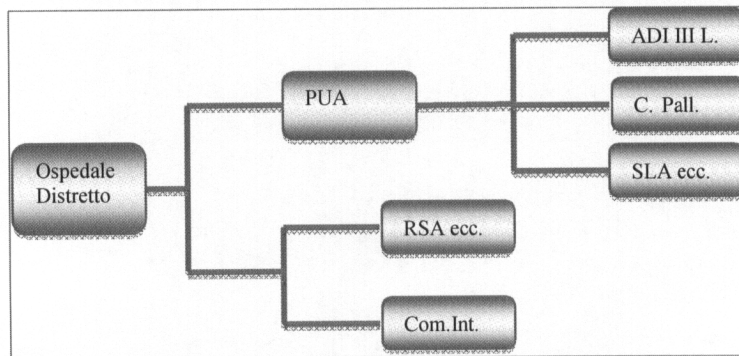 ADI III L.
PUA
C. Pall.
Ospedale
Distretto
SLA ecc.
RSA ecc.
Com.Int.